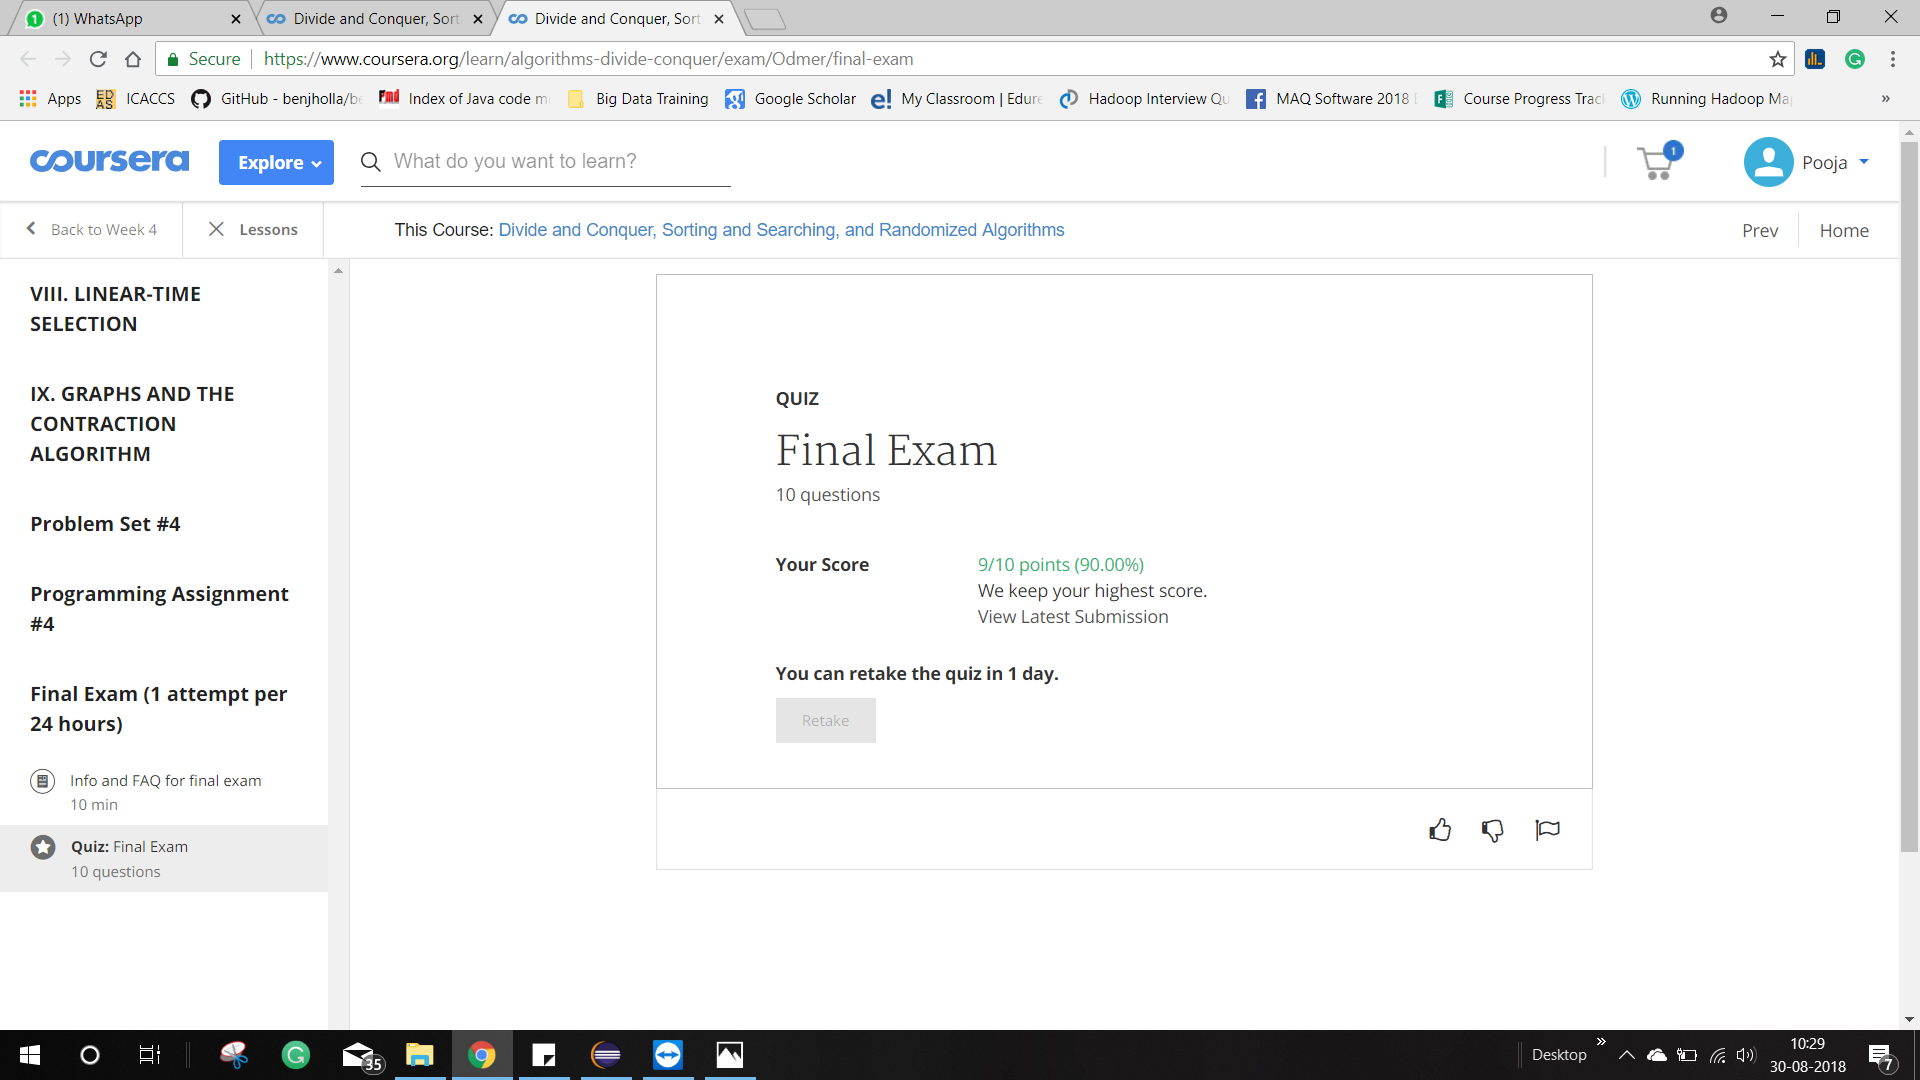 (1) WhatsApp
Divide and Conquer, Sort
Divide and Conquer, Sort
Secure
https://www.coursera.org/learn/algorithms-divide-conquer/exam/Odmer/final-exam
Apps
ED
AS
ICACCS
GitHub - benjholla/be
Fmd
Index of Java code m
Big Data Training
Google Scholar
e!
My Classroom | Edure
Hadoop Interview Qu
MAQ Software 2018
Course Progress Trac
Running Hadoop Ma
»
coursera
Explore
What do you want to learn?
1
Pooja
Back to Week 4
Lessons
This Course: Divide and Conquer, Sorting and Searching, and Randomized Algorithms
Prev
Home
VIII. LINEAR-TIME
SELECTION
IX. GRAPHS AND THE
CONTRACTION
ALGORITHM
Problem Set #4
Programming Assignment
#4
Final Exam (1 attempt per
24 hours)
Info and FAQ for final exam
10 min
Quiz: Final Exam
10 questions
QUIZ
Final Exam
10 questions
Your Score
9/10 points (90.00%)
We keep your highest score.
View Latest Submission
You can retake the quiz in 1 day.
Retake
35
Desktop
»
10:29
30-08-2018
7